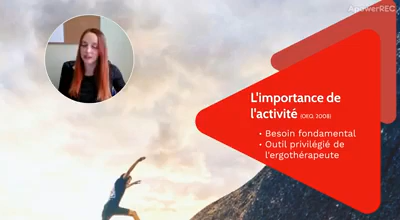 ApowerREC
L'importance de
l'activité (OEQ, 2008)
• Besoin fondamental
• Outil privilégié de
l'ergothérapeute